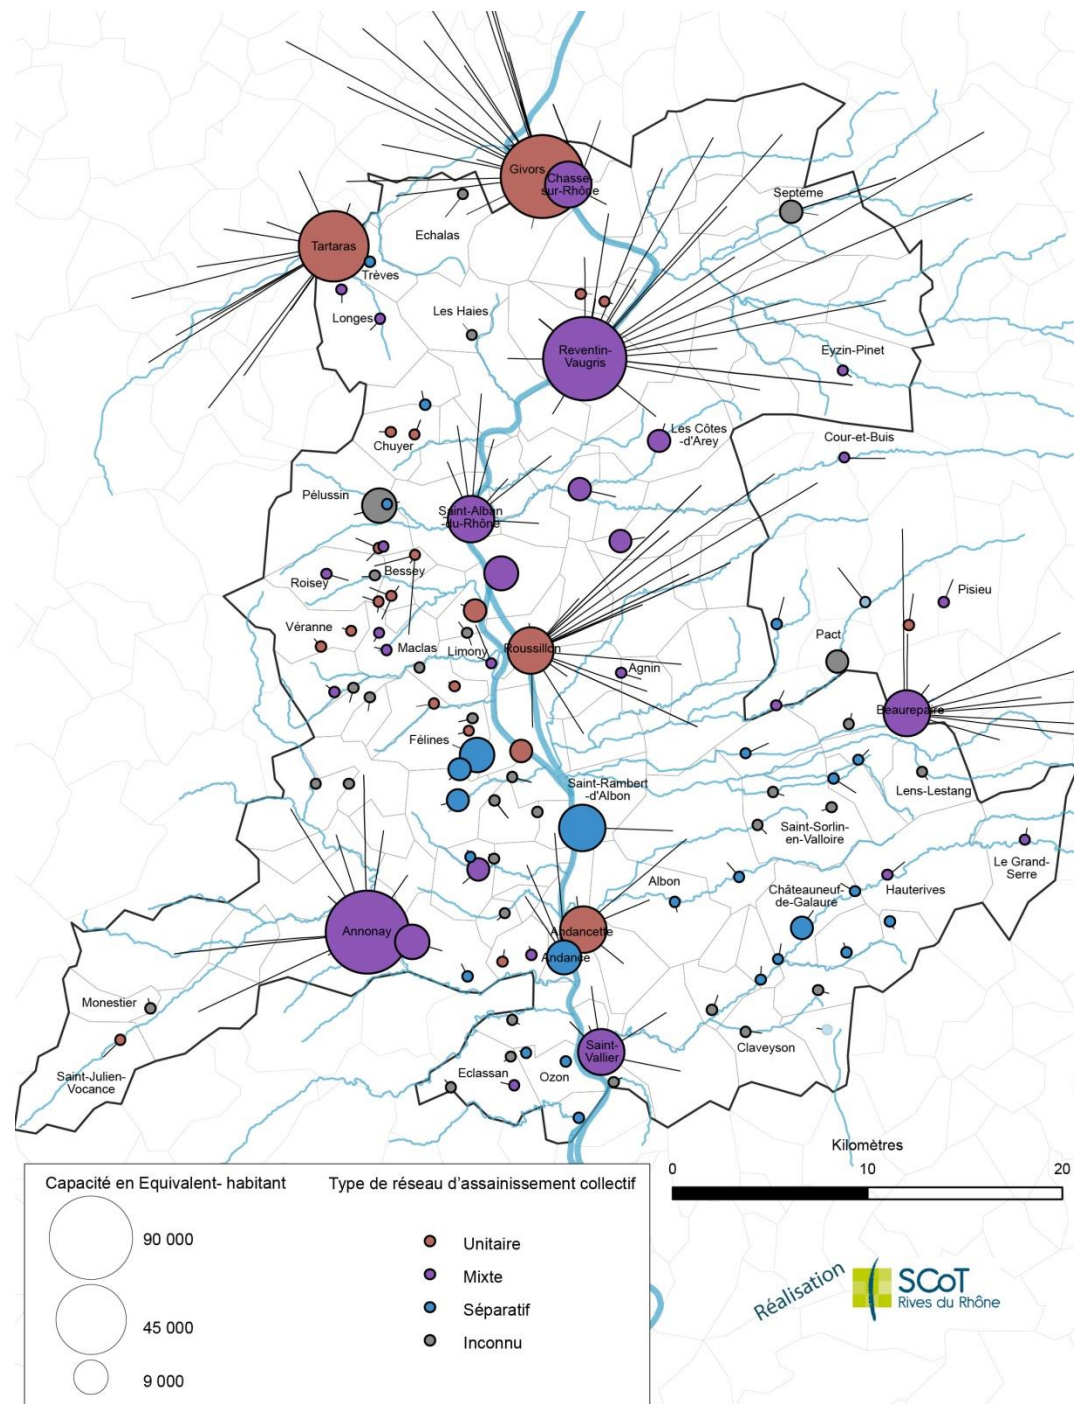 Givors
Chasse-
sur-Rhône
Septème
Echalas
Tartaras
Trèves
Longes
Les Haies
Reventin-
Vaugris
Eyzin-Pinet
Chuyer
Les Côtes
-d'Arey
Cour-et-Buis
Pélussin
Saint-Alban
-du-Rhône
Bessey
Roisey
Pisieu
Véranne
Maclas
Limony
Roussillon
Pact
Agnin
Beaurepaire
Félines
Saint-Rambert
-d'Albon
Lens-Lestang
Saint-Sorlin-
en-Valloire
Le Grand-
Serre
Albon
Châteauneuf-
de-Galaure
Hauterives
Annonay
Andancette
Andance
Monestier
Saint-Vallier
Claveyson
Saint-Julien-
Vocance
Eclassan
Ozon
Kilomètres
0 10 20
Capacité en Equivalent- habitant
90 000
45 000
9 000
Type de réseau d'assainissement collectif
Unitaire
Mixte
Séparatif
Inconnu
Réalisation
SCoT
Rives du Rhône